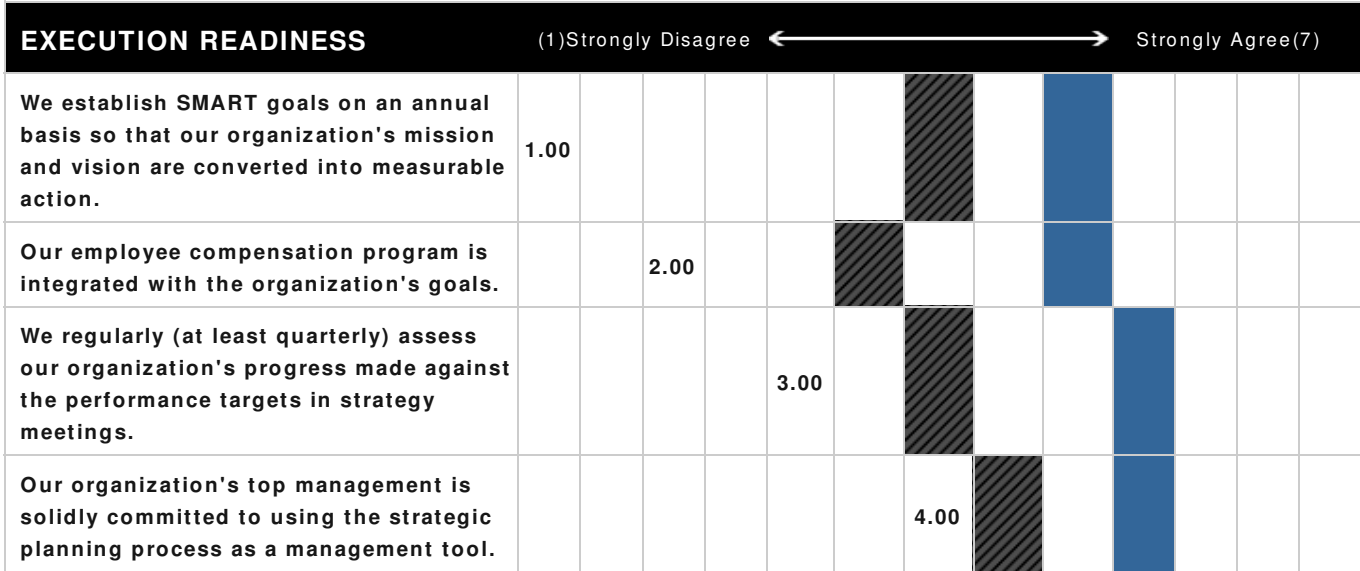 EXECUTION READINESS
(1)Strongly Disagree
Strongly Agree(7)
We establish SMART goals on an annual
basis so that our organization's mission
and vision are converted into measurable
action.
1.00
Our employee compensation program is
integrated with the organization's goals.
2.00
We regularly (at least quarterly) assess
our organization's progress made against
the performance targets in strategy
meetings.
3.00
Our organization's top management is
solidly committed to using the strategic
planning process as a management tool.
4.00